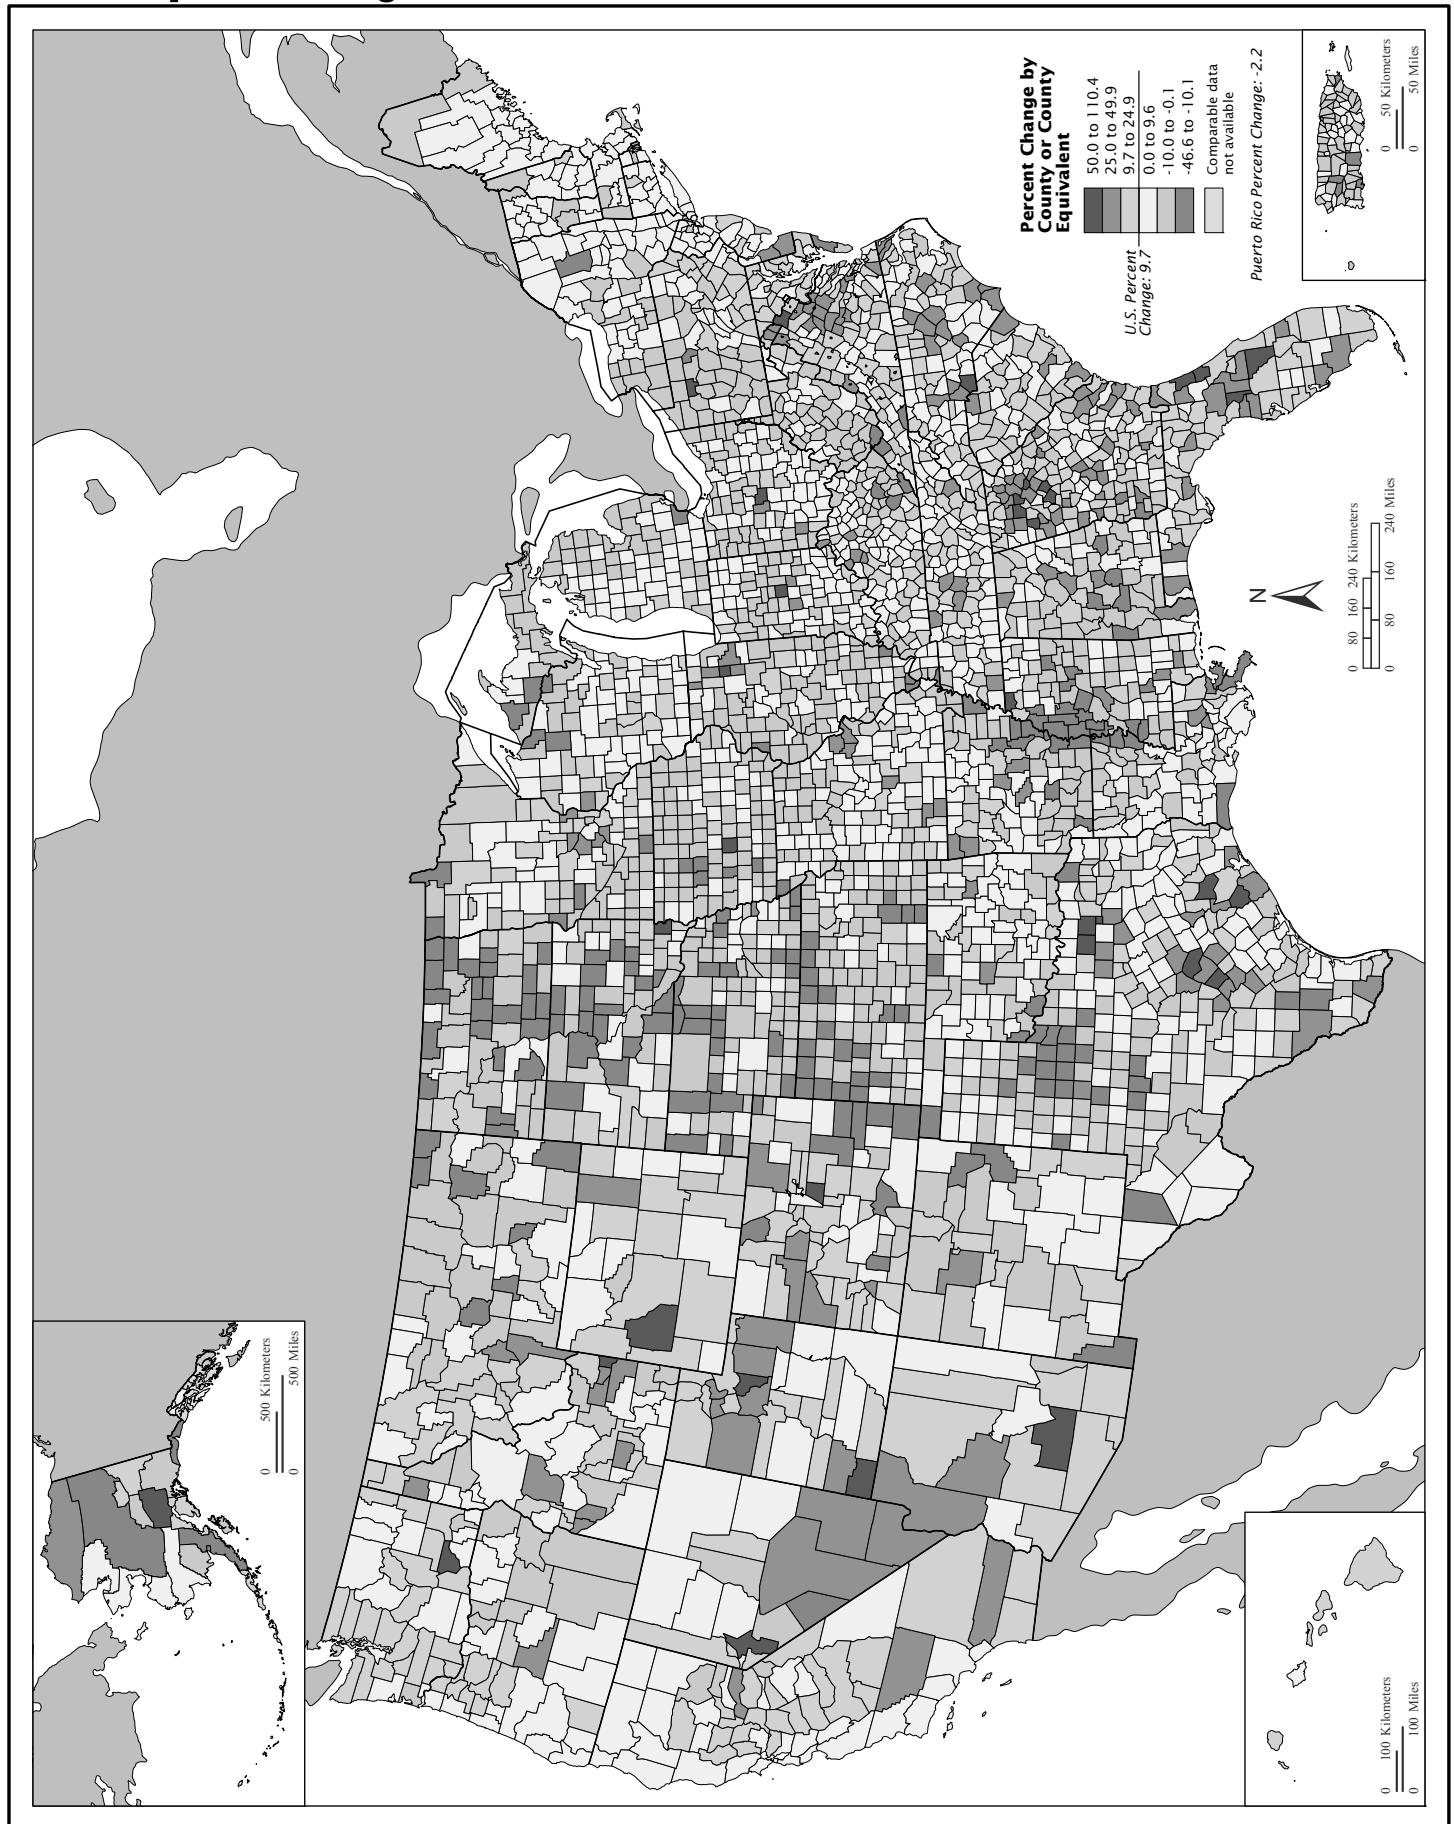 Percent Change by
County or County
Equivalent
50.0 to 110.4
25.0 to 49.9
9.7 to 24.9
0.0 to 9.6
-10.0 to -0.1
-46.6 to -10.1
Comparable data
not available
U.S. Percent
Change: 9.7
Puerto Rico Percent Change: -2.2
0 50 Kilometers
0 50 Miles
N
0 80 160 240 Kilometers
0 80 160 240 Miles
0 500 Kilometers
0 500 Miles
0 100 Kilometers
0 100 Miles